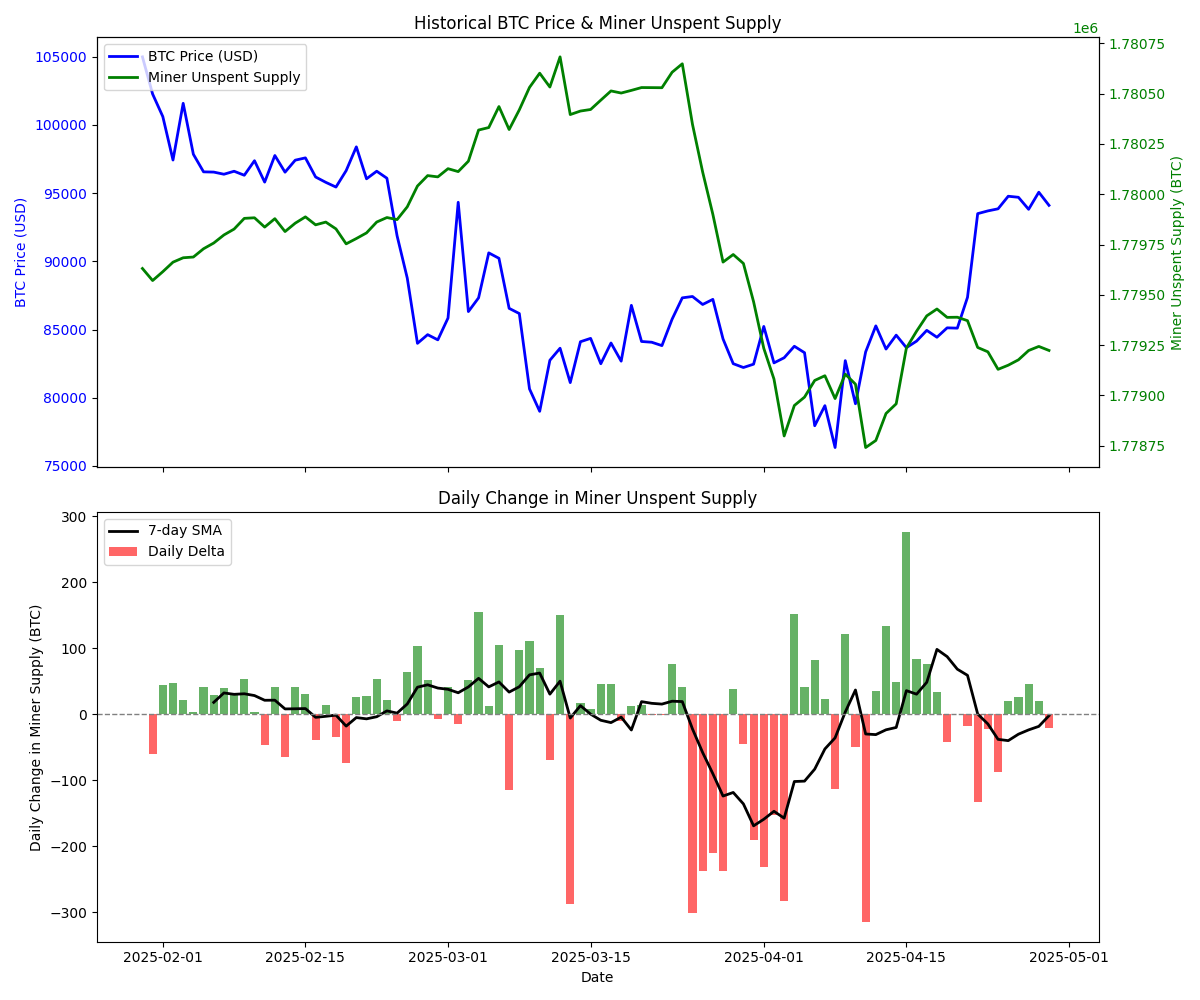 Historical BTC Price & Miner Unspent Supply
1e6
BTC Price (USD)
Miner Unspent Supply
105000
100000
95000
90000
85000
80000
75000
BTC Price (USD)
1.78075
1.78050
1.78025
1.78000
1.77975
1.77950
1.77925
1.77900
1.77875
Miner Unspent Supply (BTC)
Daily Change in Miner Unspent Supply
7-day SMA
Daily Delta
300
200
100
0
−100
−200
−300
Daily Change in Miner Supply (BTC)
2025-02-01
2025-02-15
2025-03-01
2025-03-15
2025-04-01
2025-04-15
2025-05-01
Date